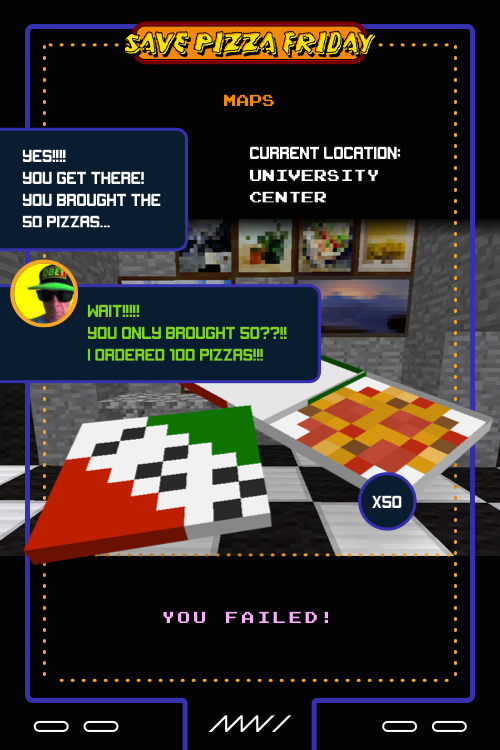 SAVE PIZZA FRIDAY
MAPS
YES!!!!
YOU GET THERE!
YOU BROUGHT THE
50 PIZZAS...
CURRENT LOCATION:
UNIVERSITY
CENTER
OBEY
WAIT!!!!!
YOU ONLY BROUGHT 50??!!
I ORDERED 100 PIZZAS!!!
X50
YOU FAILED!